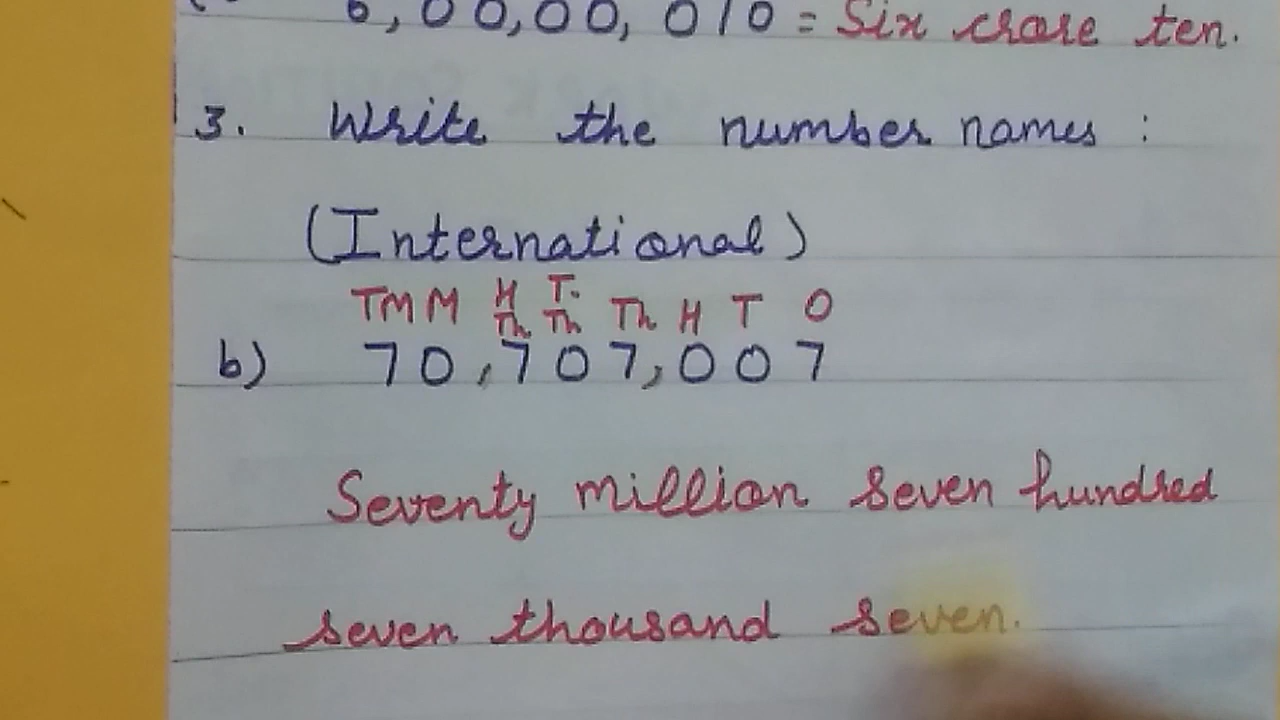 6,00,00,010 = Six crore ten.
3. Write the number names :
(International)
TM M H Th T. Th Th H T O
b) 70,707,007
Seventy million seven hundred
seven thousand seven.